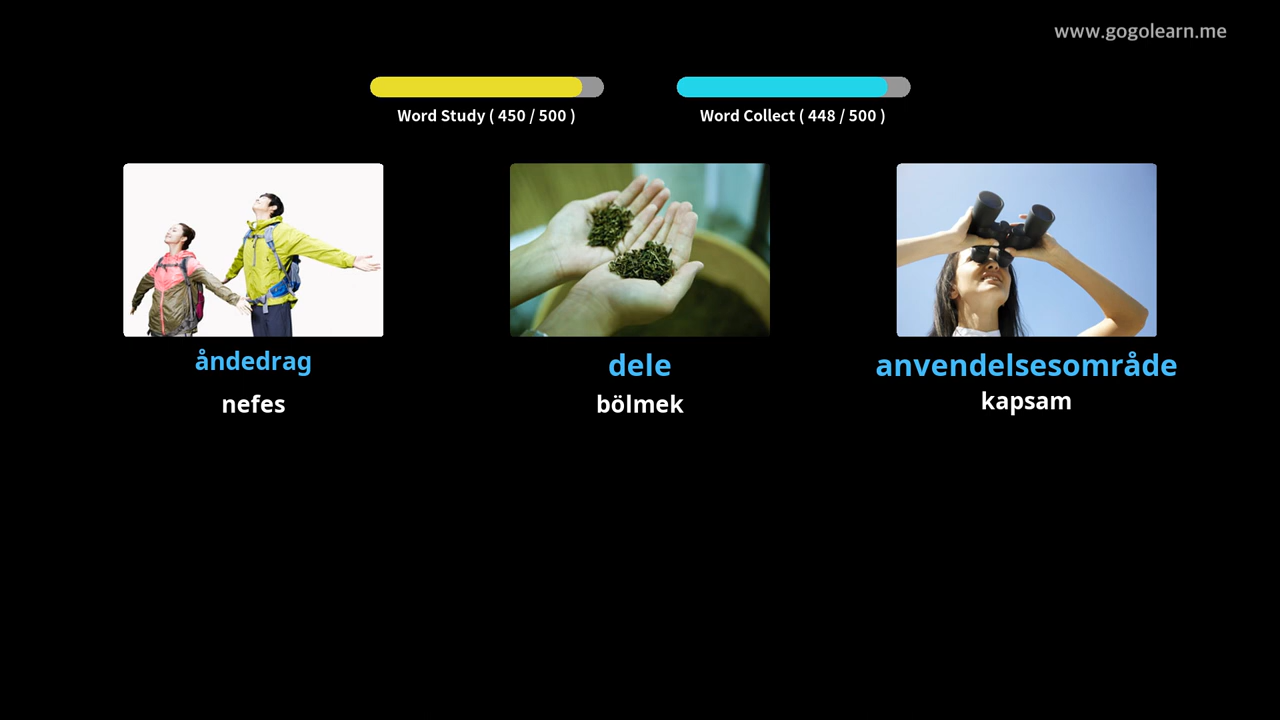 www.gogolearn.me
Word Study ( 450 / 500 )
Word Collect ( 448 / 500 )
åndedrag
nefes
dele
bölmek
anvendelsesområde
kapsam